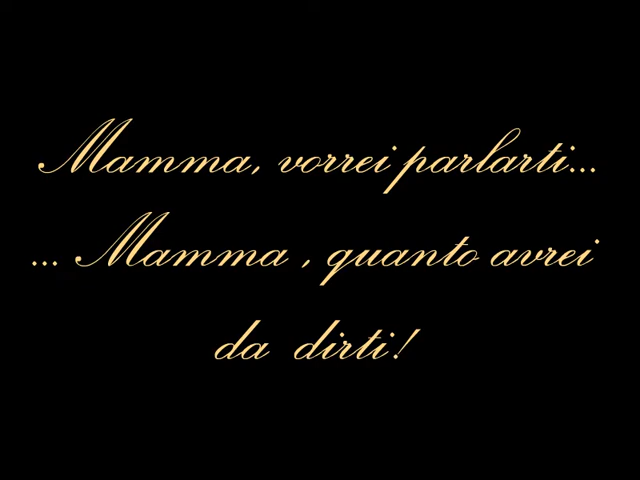 Mamma, vorrei parlarti...
... Mamma , quanto avrei
da dirti!